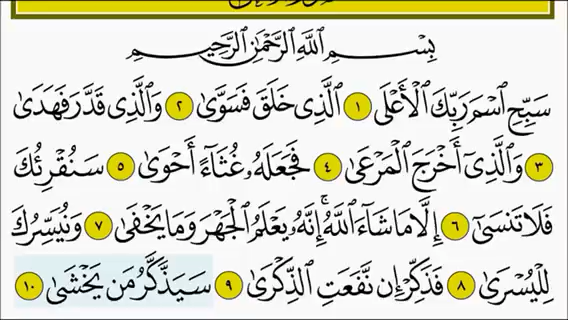 بِسْمِ ٱللَّهِ ٱلرَّحْمَٰنِ ٱلرَّحِيمِ
سَبِّحِ ٱسْمَ رَبِّكَ ٱلْأَعْلَى ١ ٱلَّذِى خَلَقَ فَسَوَّىٰ ٢ وَٱلَّذِى قَدَّرَ فَهَدَىٰ
٣ وَٱلَّذِىٓ أَخْرَجَ ٱلْمَرْعَىٰ ٤ فَجَعَلَهُۥ غُثَآءً أَحْوَىٰ ٥ سَنُقْرِئُكَ
فَلَا تَنسَىٰٓ ٦ إِلَّا مَا شَآءَ ٱللَّهُ ۚ إِنَّهُۥ يَعْلَمُ ٱلْجَهْرَ وَمَا يَخْفَىٰ ٧ وَنُيَسِّرُكَ
لِلْيُسْرَىٰ ٨ فَذَكِّرْ إِن نَّفَعَتِ ٱلذِّكْرَىٰ ٩ سَيَذَّكَّرُ مَن يَخْشَىٰ ١٠